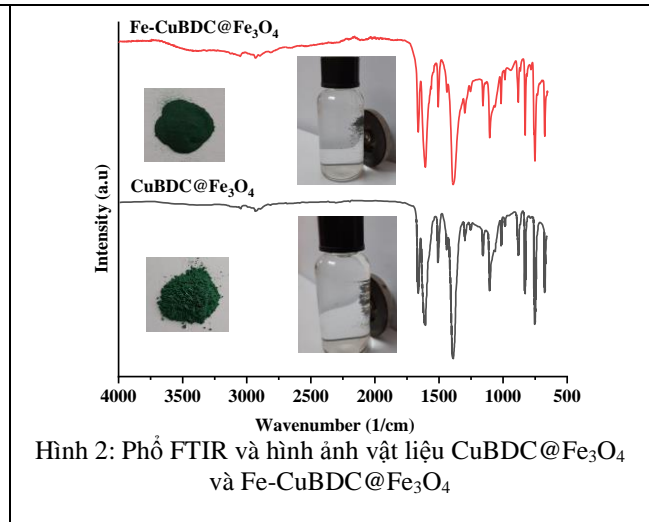 Fe-CuBDC@Fe₃O₄
CuBDC@Fe₃O₄
Intensity (a.u)
4000 3500 3000 2500 2000 1500 1000 500
Wavenumber (1/cm)
Hình 2: Phổ FTIR và hình ảnh vật liệu CuBDC@Fe₃O₄
và Fe-CuBDC@Fe₃O₄